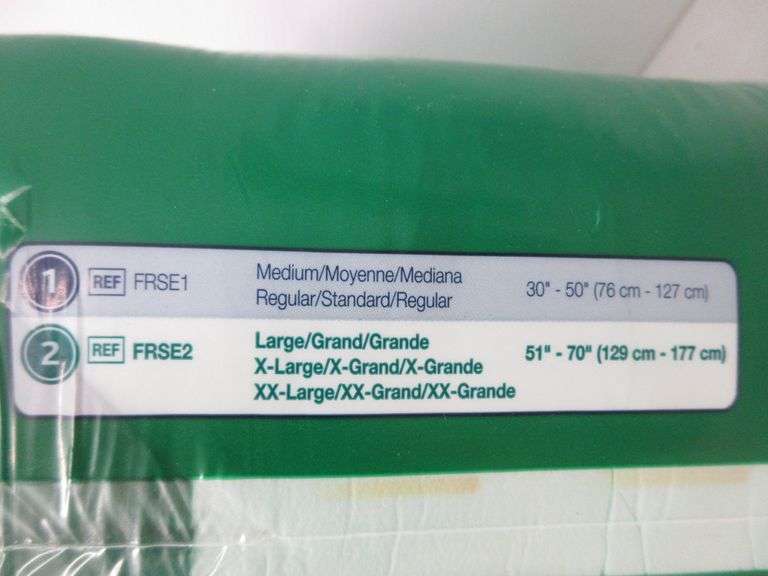 1 REF FRSE1 Medium/Moyenne/Mediana 30" - 50" (76 cm - 127 cm)
Regular/Standard/Regular
2 REF FRSE2 Large/Grand/Grande 51" - 70" (129 cm - 177 cm)
X-Large/X-Grand/X-Grande
XX-Large/XX-Grand/XX-Grande